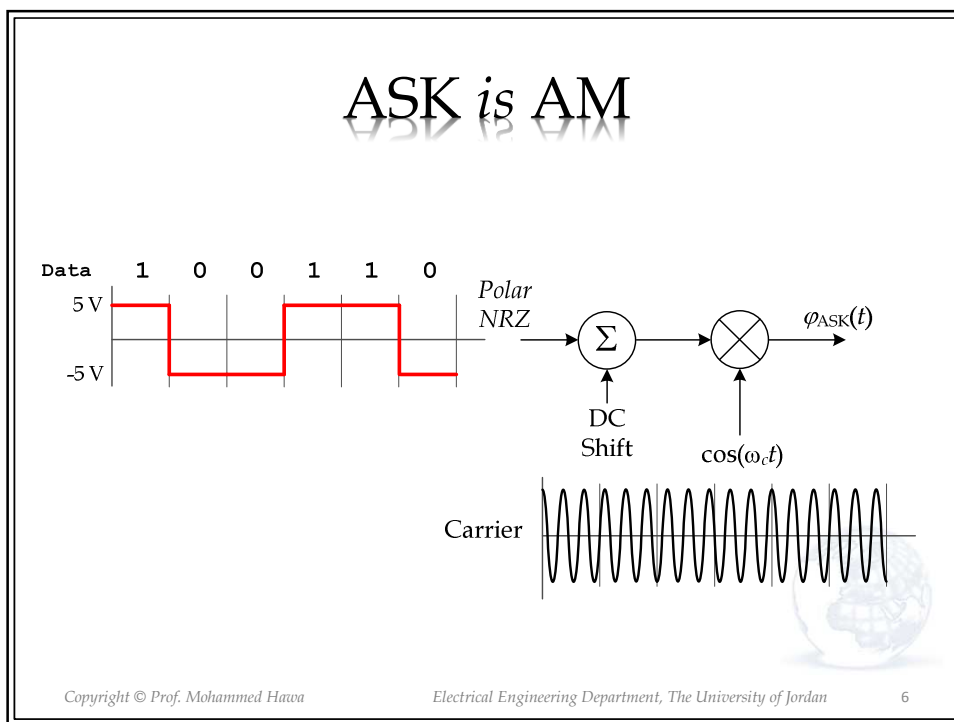 ASK is AM
Data 1 0 0 1 1 0
5 V
-5 V
Polar
NRZ
Σ
φASK(t)
DC
Shift
cos(ωct)
Carrier
Copyright © Prof. Mohammed Hawa Electrical Engineering Department, The University of Jordan 6